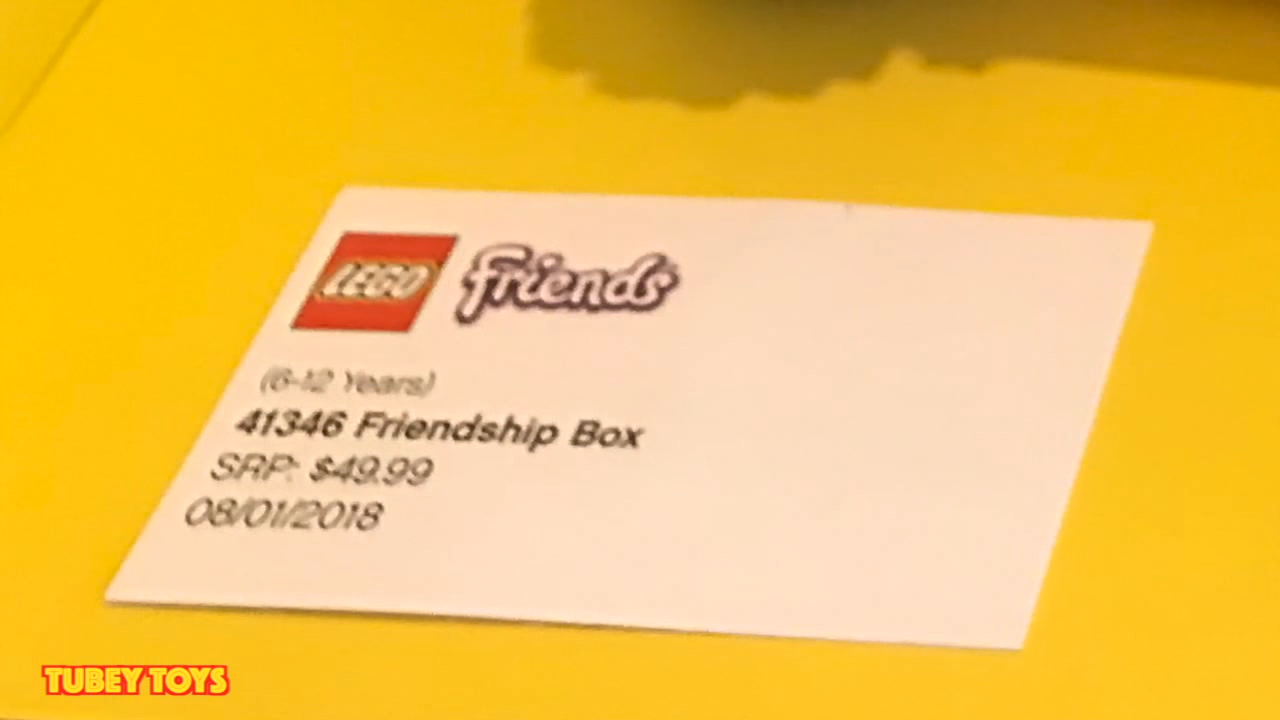 LEGO friends
(6-12 Years)
41346 Friendship Box
SRP: $49.99
08/01/2018
TUBEY TOYS